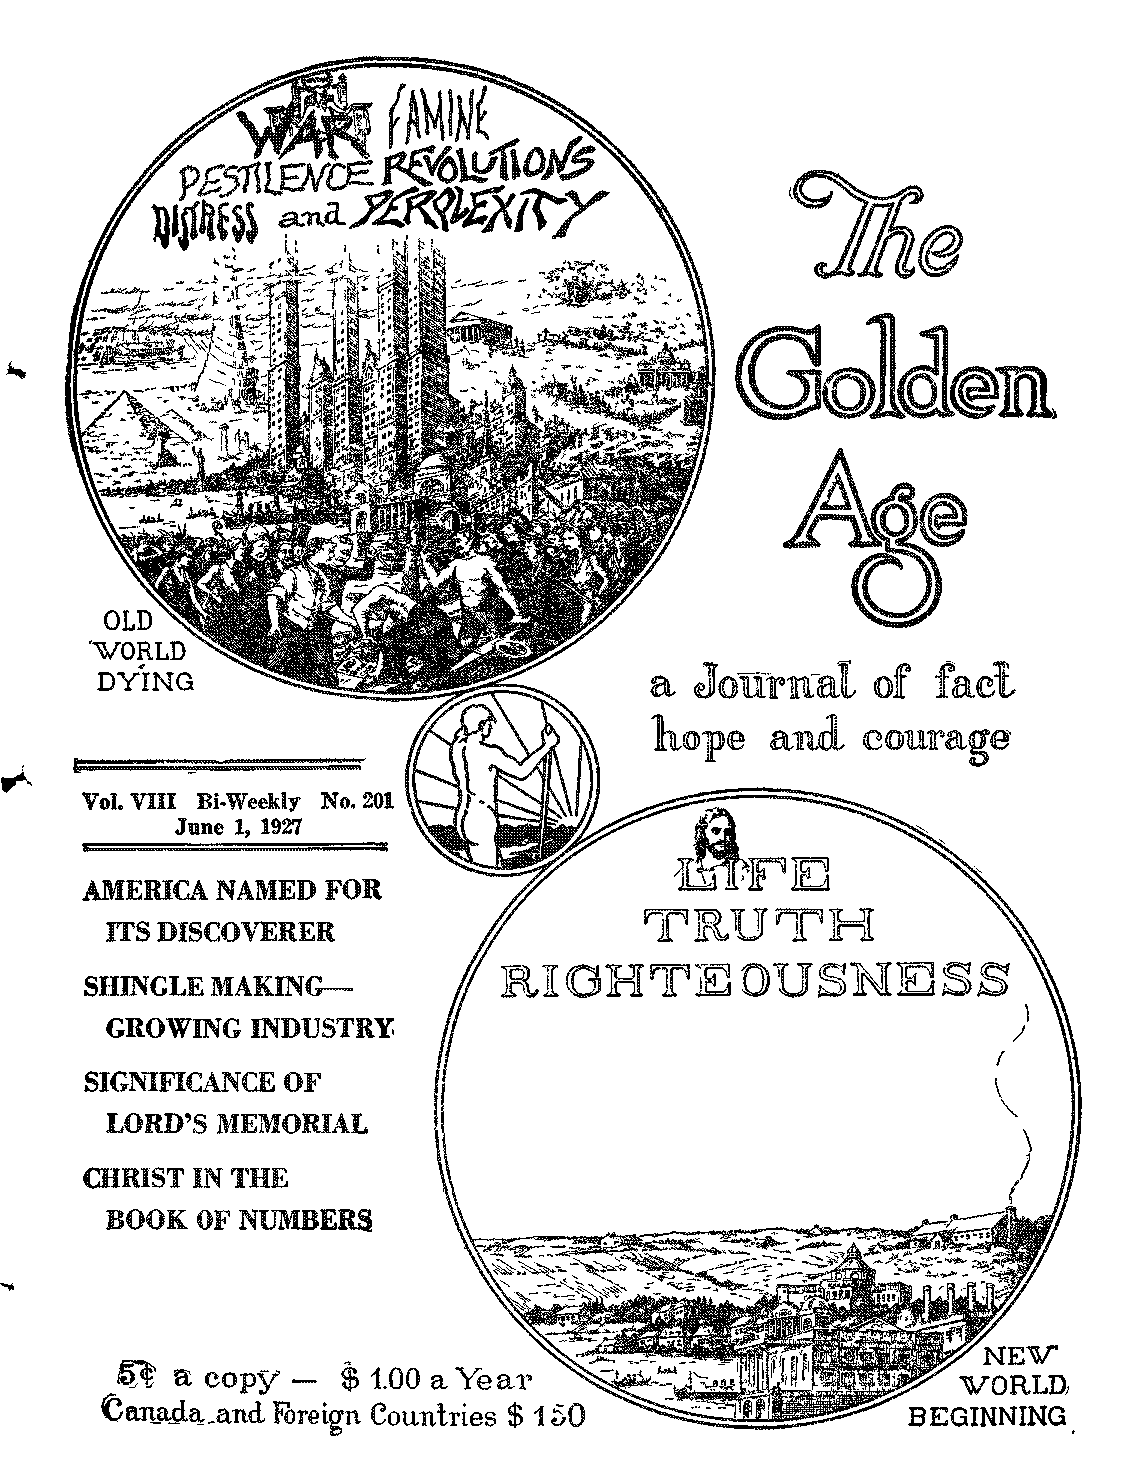 WAR FAMINE
PESTILENCE REVOLUTIONS
DISTRESS and PERPLEXITY
The
Golden
Age
OLD
WORLD
DYING
a Journal of fact
hope and courage
Vol. VIII Bi-Weekly No. 201
June 1, 1927
AMERICA NAMED FOR
ITS DISCOVERER
SHINGLE MAKING—
GROWING INDUSTRY
SIGNIFICANCE OF
LORD'S MEMORIAL
CHRIST IN THE
BOOK OF NUMBERS
LIFE
TRUTH
RIGHTEOUSNESS
5¢ a copy — $ 1.00 a Year
Canada and Foreign Countries $ 1.50
NEW
WORLD
BEGINNING